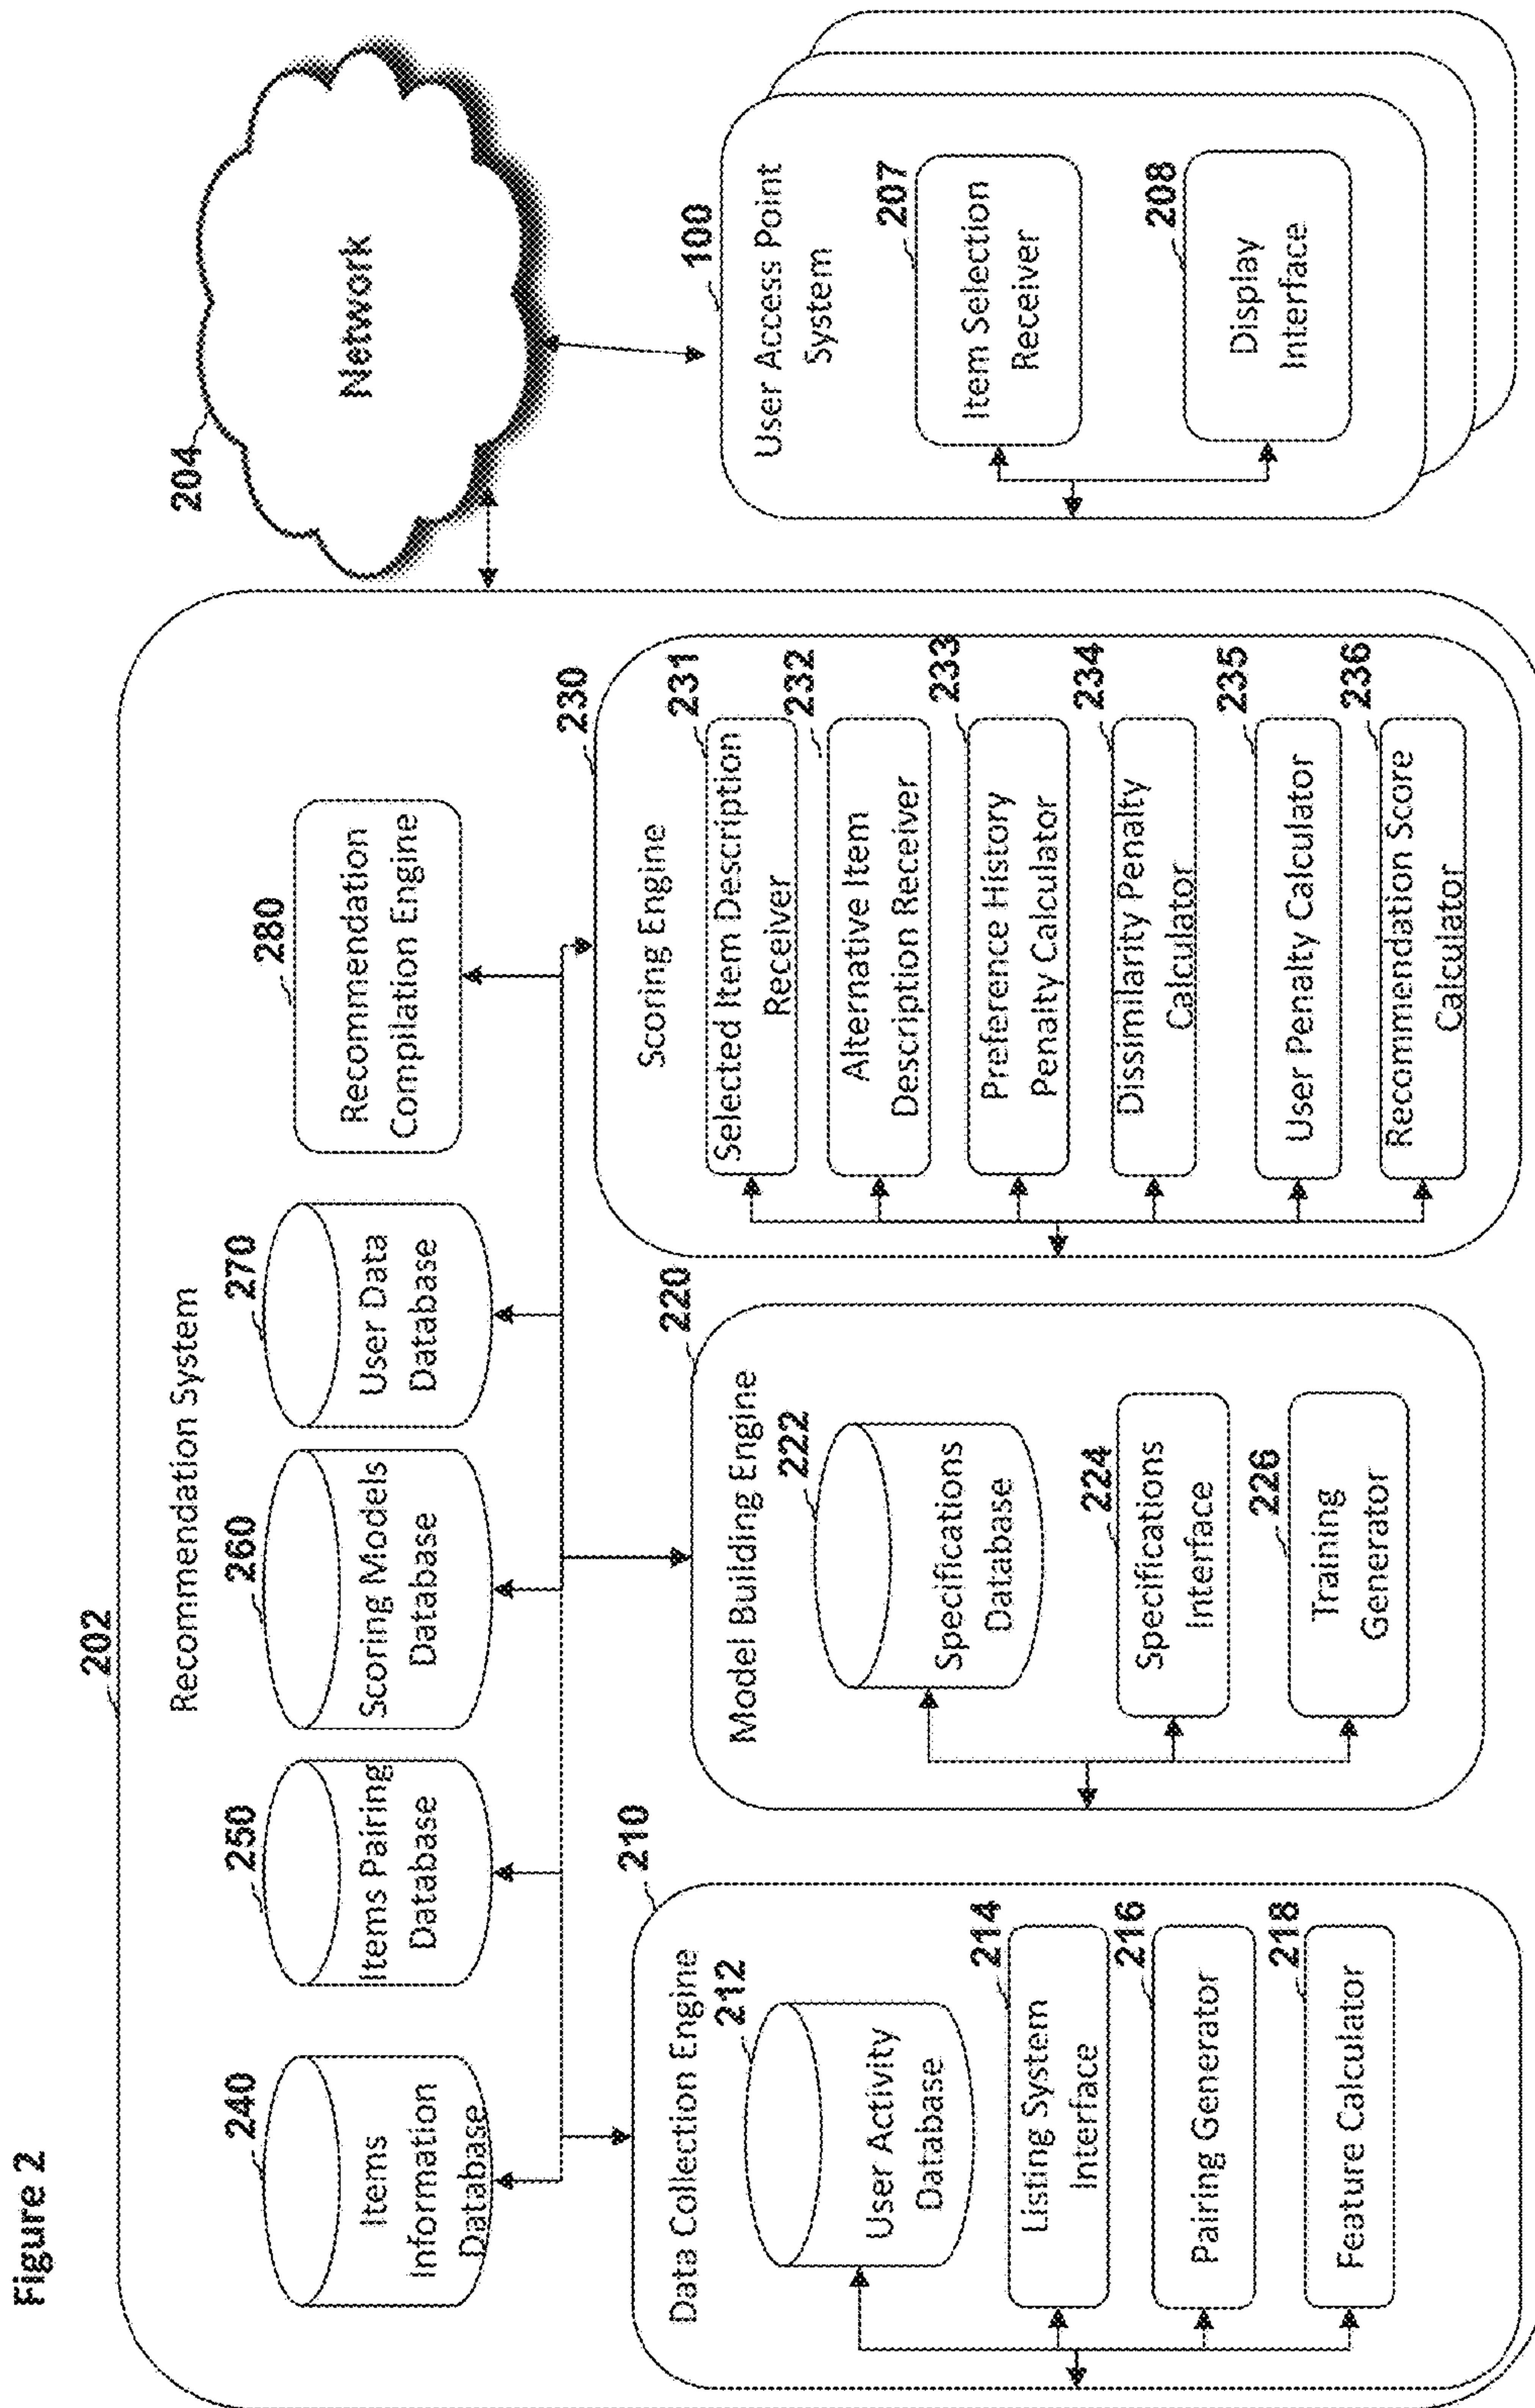 Figure 2
202
Recommendation System
240
Items
Information
Database
250
Items Pairing
Database
260
Scoring Models
Database
270
User Data
Database
280
Recommendation
Compilation Engine
210
Data Collection Engine
212
User Activity
Database
214
Listing System
Interface
216
Pairing Generator
218
Feature Calculator
220
Model Building Engine
222
Specifications
Database
224
Specifications
Interface
226
Training
Generator
230
Scoring Engine
231
Selected Item Description
Receiver
232
Alternative Item
Description Receiver
233
Preference History
Penalty Calculator
234
Dissimilarity Penalty
Calculator
235
User Penalty Calculator
236
Recommendation Score
Calculator
204
Network
100
User Access Point
System
207
Item Selection
Receiver
208
Display
Interface